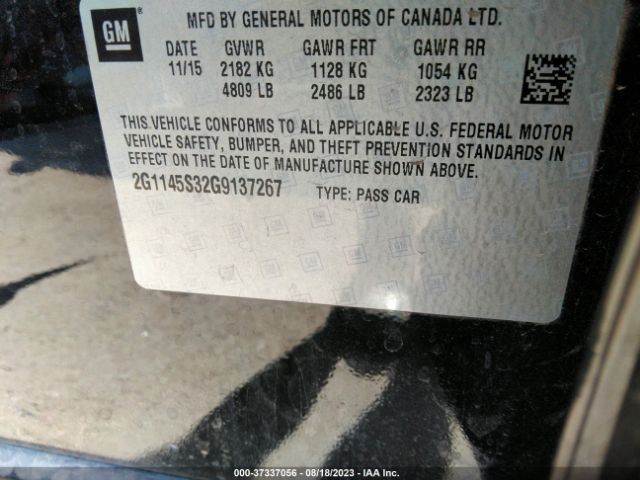 GM
MFD BY GENERAL MOTORS OF CANADA LTD.
DATE GVWR GAWR FRT GAWR RR
11/15 2182 KG 1128 KG 1054 KG
4809 LB 2486 LB 2323 LB
THIS VEHICLE CONFORMS TO ALL APPLICABLE U.S. FEDERAL MOTOR
VEHICLE SAFETY, BUMPER, AND THEFT PREVENTION STANDARDS IN
EFFECT ON THE DATE OF MANUFACTURE SHOWN ABOVE.
2G1145S32G9137267 TYPE: PASS CAR
000-37337056 - 08/18/2023 - IAA Inc.